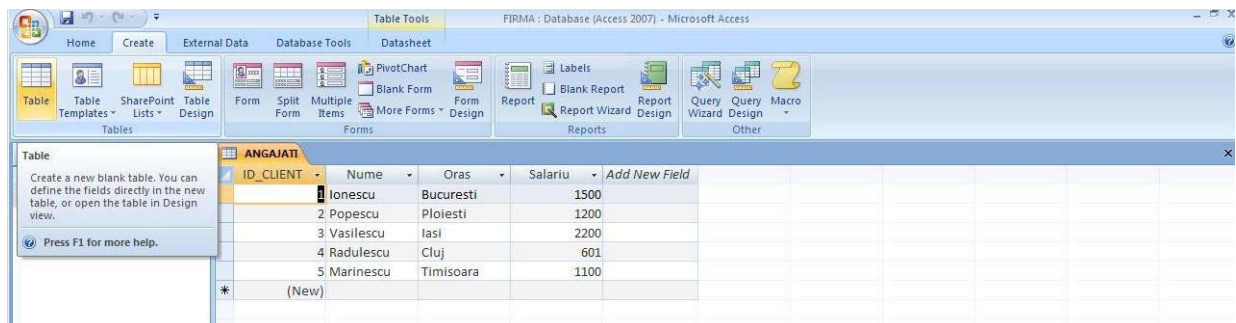 Table Tools
FIRMA : Database (Access 2007) - Microsoft Access
Home Create External Data Database Tools Datasheet
Table
Table Templates
SharePoint Lists
Table Design
Tables
Form
Split Form
Multiple Items
PivotChart
Blank Form
More Forms
Form Design
Forms
Report
Labels
Blank Report
Report Wizard
Report Design
Reports
Query Wizard
Query Design
Macro
Other
Table
Create a new blank table. You can
define the fields directly in the new
table, or open the table in Design
view.
Press F1 for more help.
ANGAJATI
ID_CLIENT Nume Oras Salariu Add New Field
1 Ionescu Bucuresti 1500
2 Popescu Ploiesti 1200
3 Vasilescu Iasi 2200
4 Radulescu Cluj 601
5 Marinescu Timisoara 1100
* (New)